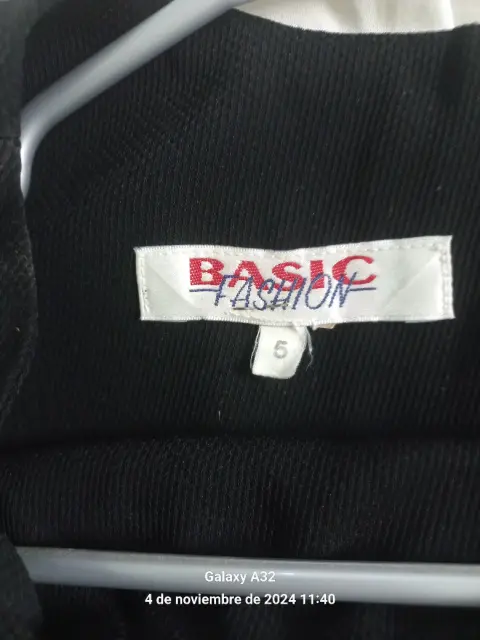 BASIC
FASHION
5
Galaxy A32
4 de noviembre de 2024 11:40